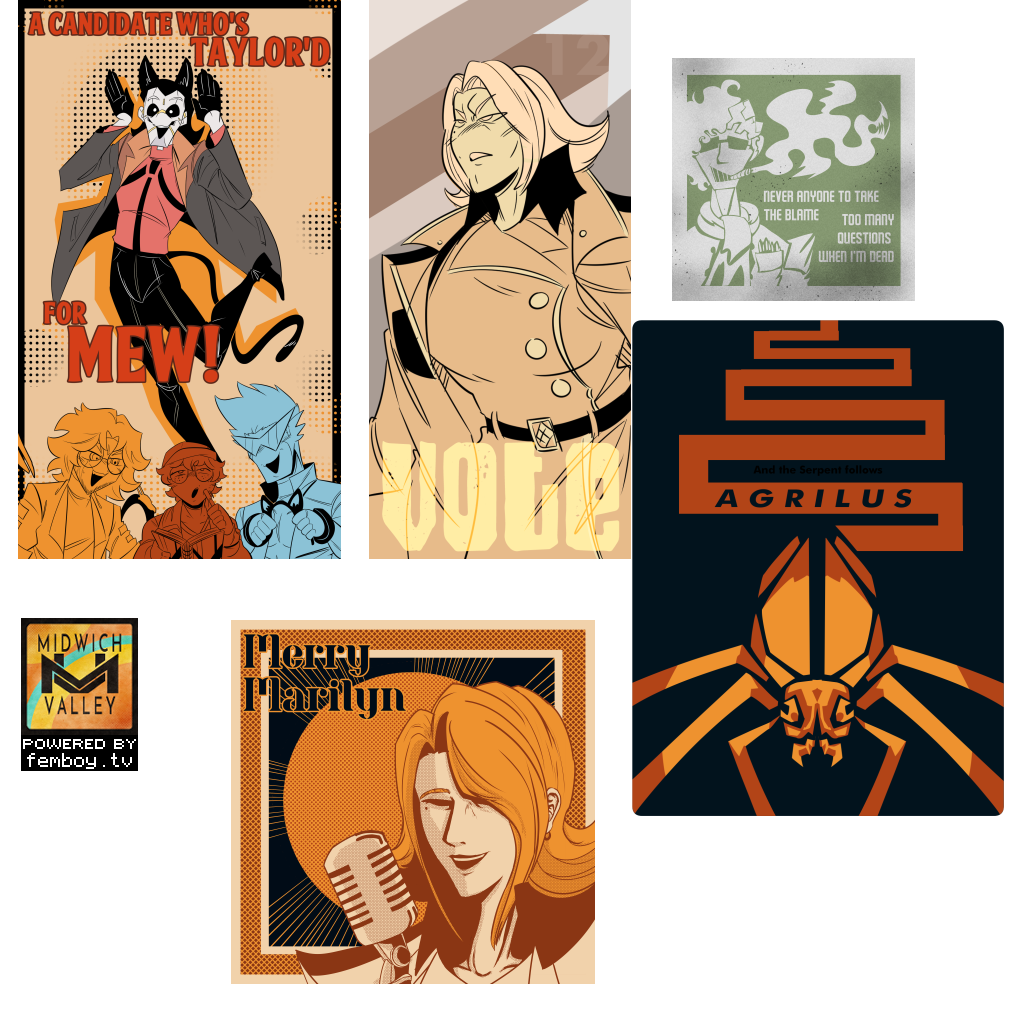 A CANDIDATE WHO'S
TAYLOR'D
FOR
MEW!
12
VOTE
NEVER ANYONE TO TAKE
THE BLAME
TOO MANY
QUESTIONS
WHEN I'M DEAD
And the Serpent follows
AGRILUS
MIDWICH
MV
VALLEY
POWERED BY
femboy.tv
Merry
Marilyn